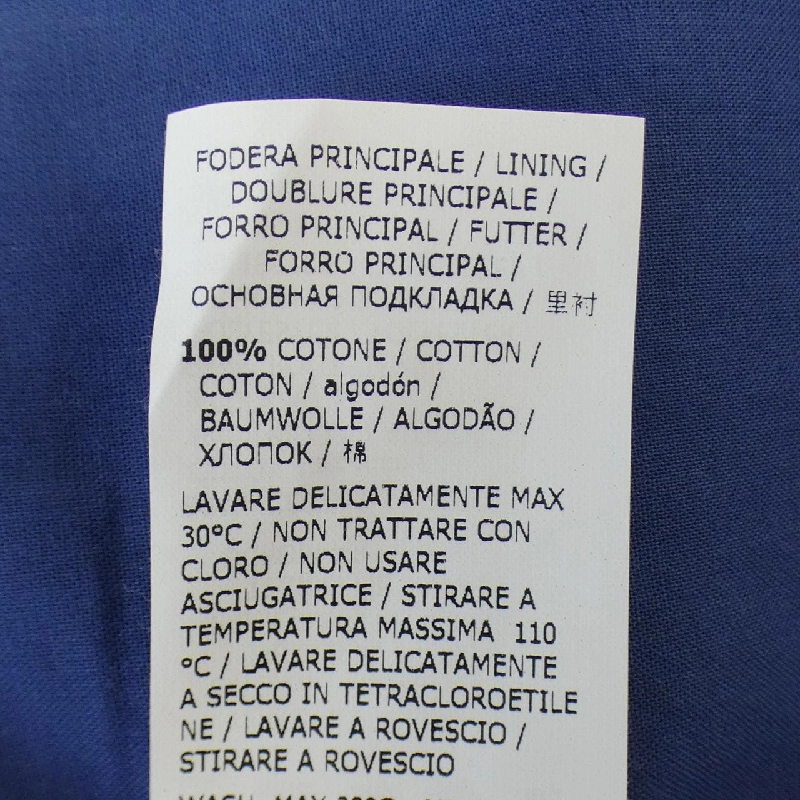 FODERA PRINCIPALE / LINING /
DOUBLURE PRINCIPALE /
FORRO PRINCIPAL / FUTTER /
FORRO PRINCIPAL /
ОСНОВНАЯ ПОДКЛАДКА / 里衬
100% COTONE / COTTON /
COTON / algodón /
BAUMWOLLE / ALGODÃO /
ХЛОПОК / 棉
LAVARE DELICATAMENTE MAX
30°C / NON TRATTARE CON
CLORO / NON USARE
ASCIUGATRICE / STIRARE A
TEMPERATURA MASSIMA 110
°C / LAVARE DELICATAMENTE
A SECCO IN TETRACLOROETILE
NE / LAVARE A ROVESCIO /
STIRARE A ROVESCIO